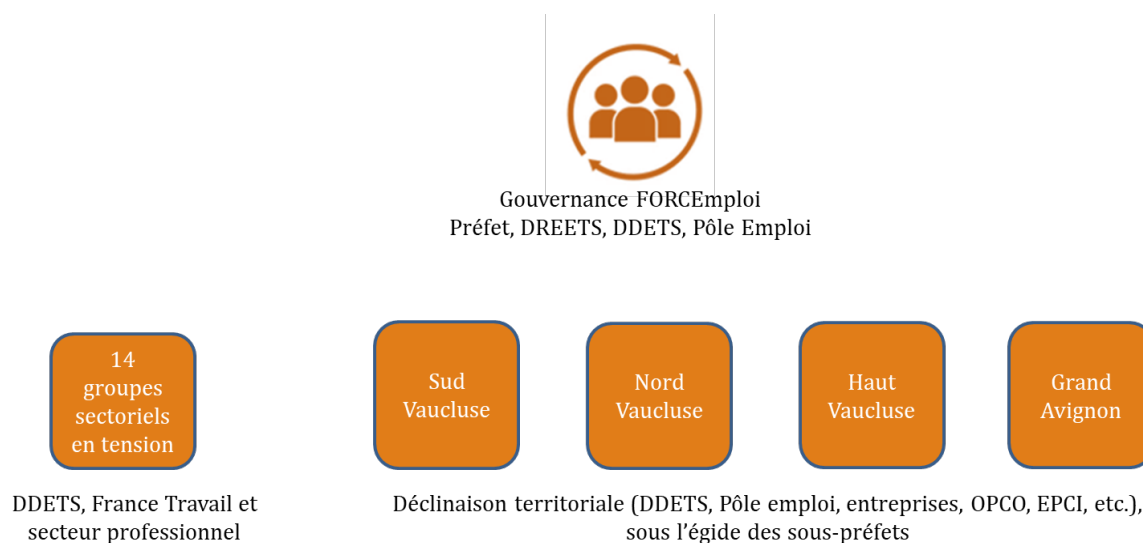 Gouvernance FORCEmploi
Préfet, DREETS, DDETS, Pôle Emploi
14
groupes
sectoriels
en tension
Sud
Vaucluse
Nord
Vaucluse
Haut
Vaucluse
Grand
Avignon
DDETS, France Travail et
secteur professionnel
Déclinaison territoriale (DDETS, Pôle emploi, entreprises, OPCO, EPCI, etc.),
sous l’égide des sous-préfets